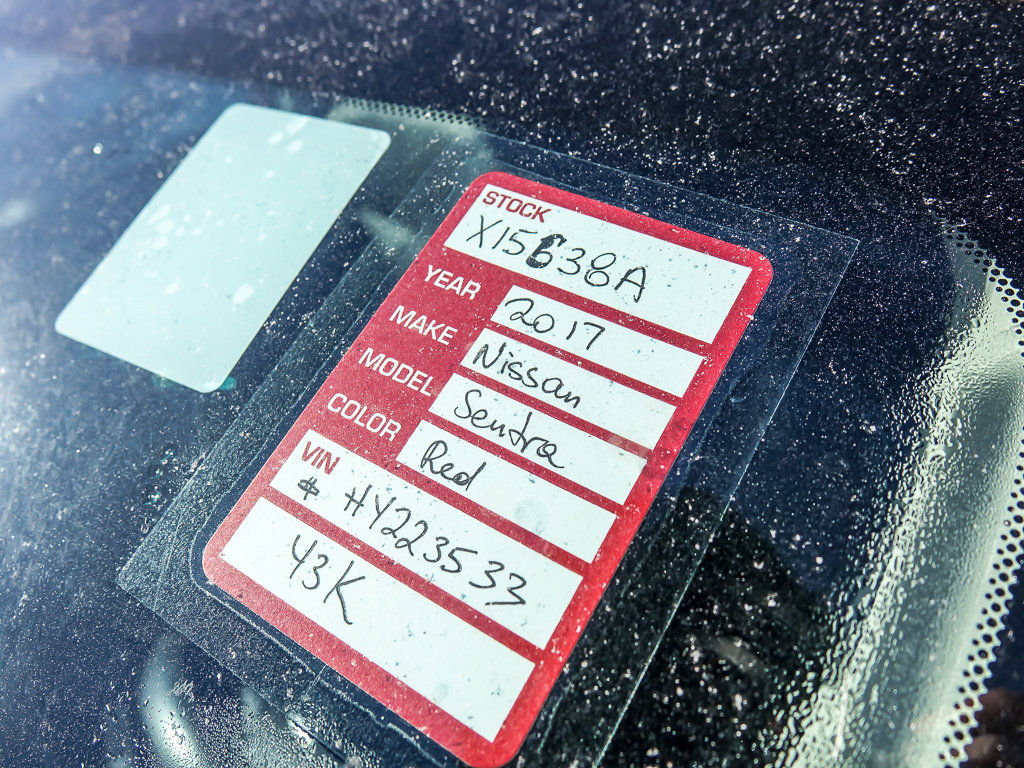 STOCK
X15638A
YEAR 2017
MAKE Nissan
MODEL Sentra
COLOR Red
VIN
# HY223533
43K